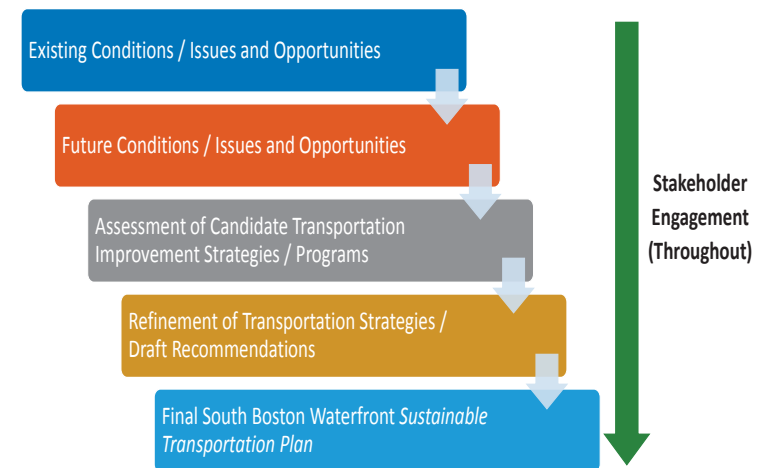 Existing Conditions / Issues and Opportunities
Future Conditions / Issues and Opportunities
Assessment of Candidate Transportation
Improvement Strategies / Programs
Refinement of Transportation Strategies /
Draft Recommendations
Final South Boston Waterfront Sustainable
Transportation Plan
Stakeholder
Engagement
(Throughout)